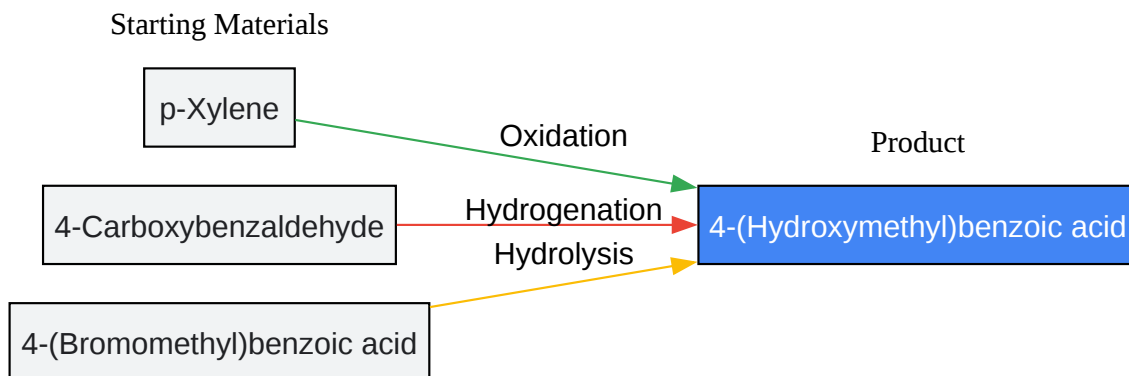 Starting Materials
p-Xylene
Oxidation
Product
4-Carboxybenzaldehyde
Hydrogenation
4-(Hydroxymethyl)benzoic acid
Hydrolysis
4-(Bromomethyl)benzoic acid